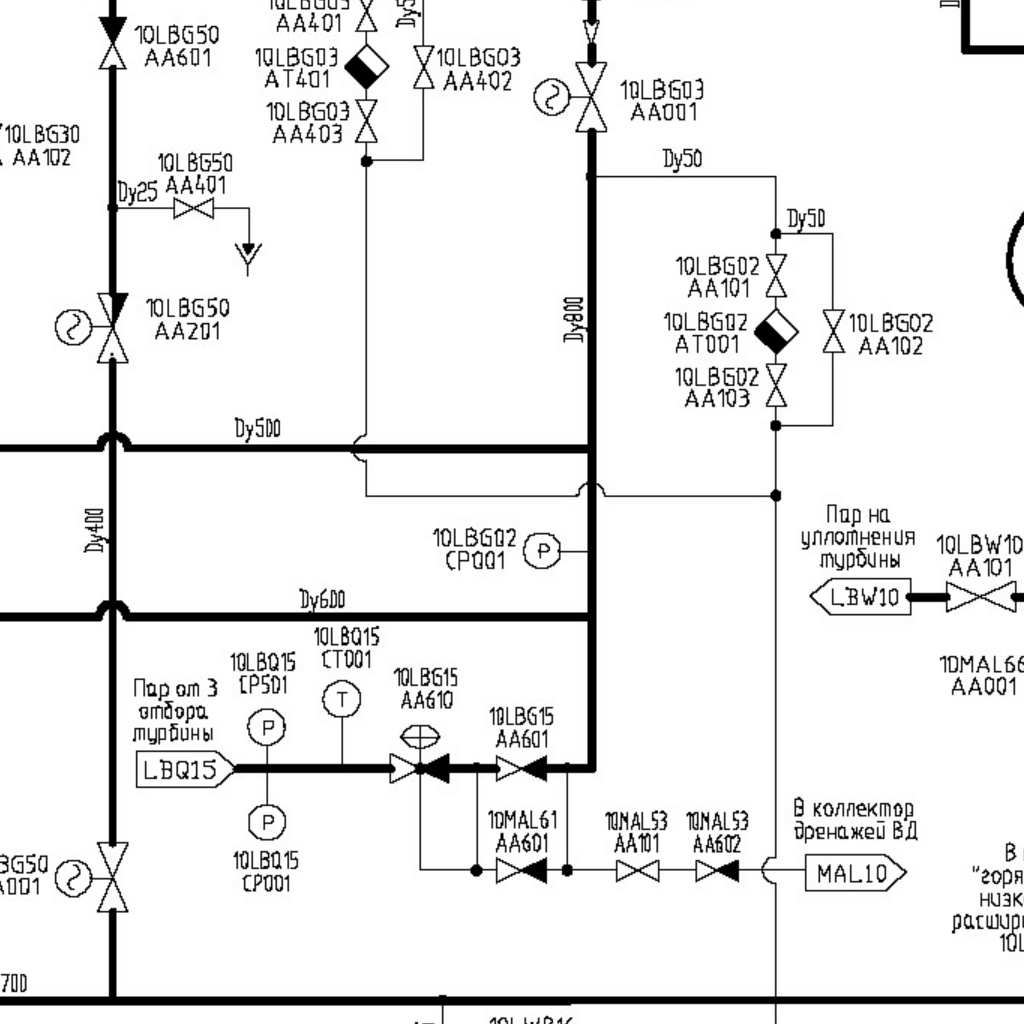 AA401
Dy5
10LBG50
AA601
10LBG03
AT401
10LBG03
AA402
10LBG03
AA403
10LBG03
AA001
10LBG30
AA102
10LBG50
AA401
Dy25
Dy50
Dy50
10LBG02
AA101
10LBG50
AA201
Dy800
10LBG02
AT001
10LBG02
AA102
10LBG02
AA103
Dy500
Dy400
10LBG02
CP001
P
Пар на
уплотнения
турбины
LBW10
10LBW10
AA101
Dy600
10LBQ15
CT001
10LBQ15
CP501
10LBG15
AA610
10MAL66
AA001
Пар от 3
отбора
турбины
P
T
10LBG15
AA601
LBQ15
P
10LBQ15
CP001
10MAL61
AA601
10MAL53
AA101
10MAL53
AA602
В коллектор
дренажей ВД
MAL10
BG50
A001
В
"горя
низк
расшири
10L
700
10LWB16